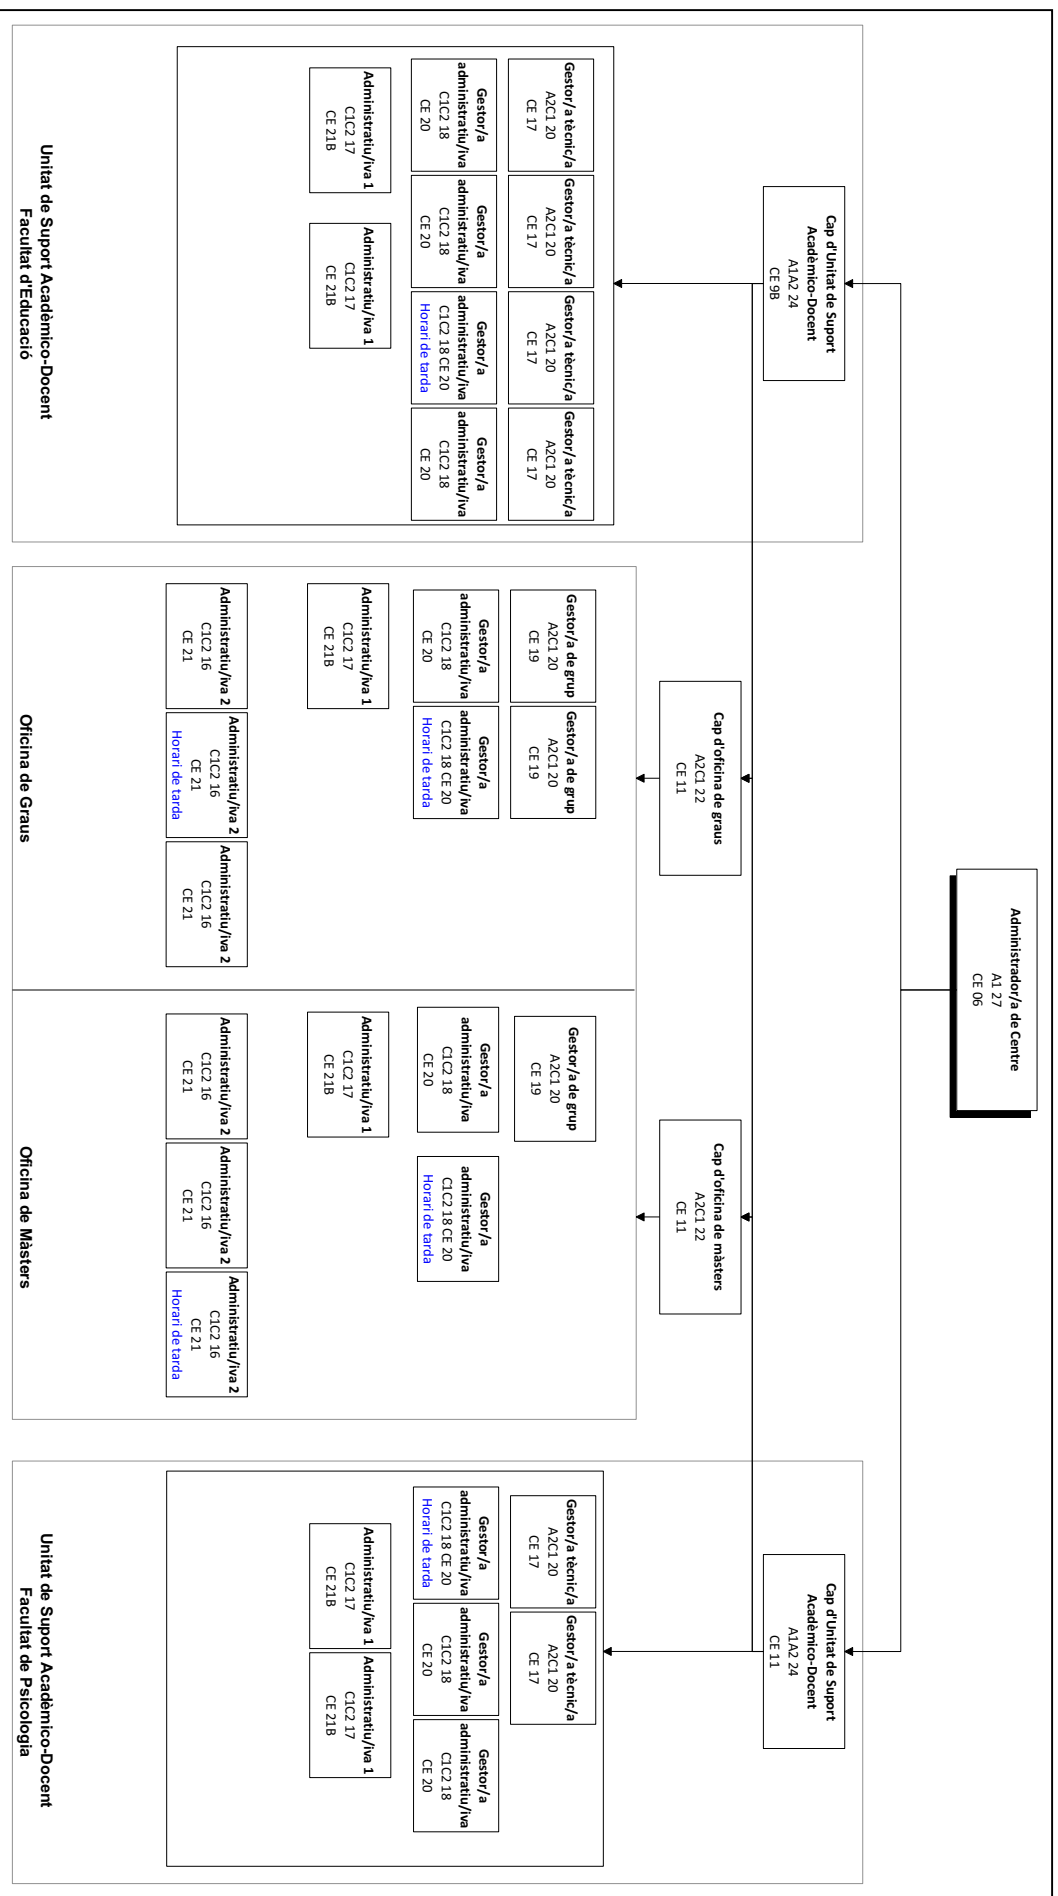 Administrador/a de Centre
A1 27
CE 06
Cap d'Unitat de Suport
Acadèmico-Docent
A1A2 24
CE 9B
Cap d'Unitat de Suport
Acadèmico-Docent
A1A2 24
CE 11
Cap d'oficina de graus
A2C1 22
CE 11
Cap d'oficina de màsters
A2C1 22
CE 11
Gestor/a tècnic/a
A2C1 20
CE 17
Gestor/a tècnic/a
A2C1 20
CE 17
Gestor/a tècnic/a
A2C1 20
CE 17
Gestor/a tècnic/a
A2C1 20
CE 17
Gestor/a
administratiu/iva
C1C2 18
CE 20
Gestor/a
administratiu/iva
C1C2 18
CE 20
Gestor/a
administratiu/iva
C1C2 18 CE 20
Horari de tarda
Gestor/a
administratiu/iva
C1C2 18
CE 20
Administratiu/iva 1
C1C2 17
CE 21B
Administratiu/iva 1
C1C2 17
CE 21B
Unitat de Suport Acadèmico-Docent
Facultat d'Educació
Gestor/a de grup
A2C1 20
CE 19
Gestor/a de grup
A2C1 20
CE 19
Gestor/a
administratiu/iva
C1C2 18
CE 20
Gestor/a
administratiu/iva
C1C2 18 CE 20
Horari de tarda
Administratiu/iva 1
C1C2 17
CE 21B
Administratiu/iva 2
C1C2 16
CE 21
Administratiu/iva 2
C1C2 16
CE 21
Horari de tarda
Administratiu/iva 2
C1C2 16
CE 21
Oficina de Graus
Gestor/a de grup
A2C1 20
CE 19
Gestor/a
administratiu/iva
C1C2 18
CE 20
Gestor/a
administratiu/iva
C1C2 18 CE 20
Horari de tarda
Administratiu/iva 1
C1C2 17
CE 21B
Administratiu/iva 2
C1C2 16
CE 21
Administratiu/iva 2
C1C2 16
CE 21
Administratiu/iva 2
C1C2 16
CE 21
Horari de tarda
Oficina de Màsters
Gestor/a tècnic/a
A2C1 20
CE 17
Gestor/a tècnic/a
A2C1 20
CE 17
Gestor/a
administratiu/iva
C1C2 18 CE 20
Horari de tarda
Gestor/a
administratiu/iva
C1C2 18
CE 20
Gestor/a
administratiu/iva
C1C2 18
CE 20
Administratiu/iva 1
C1C2 17
CE 21B
Administratiu/iva 1
C1C2 17
CE 21B
Unitat de Suport Acadèmico-Docent
Facultat de Psicologia